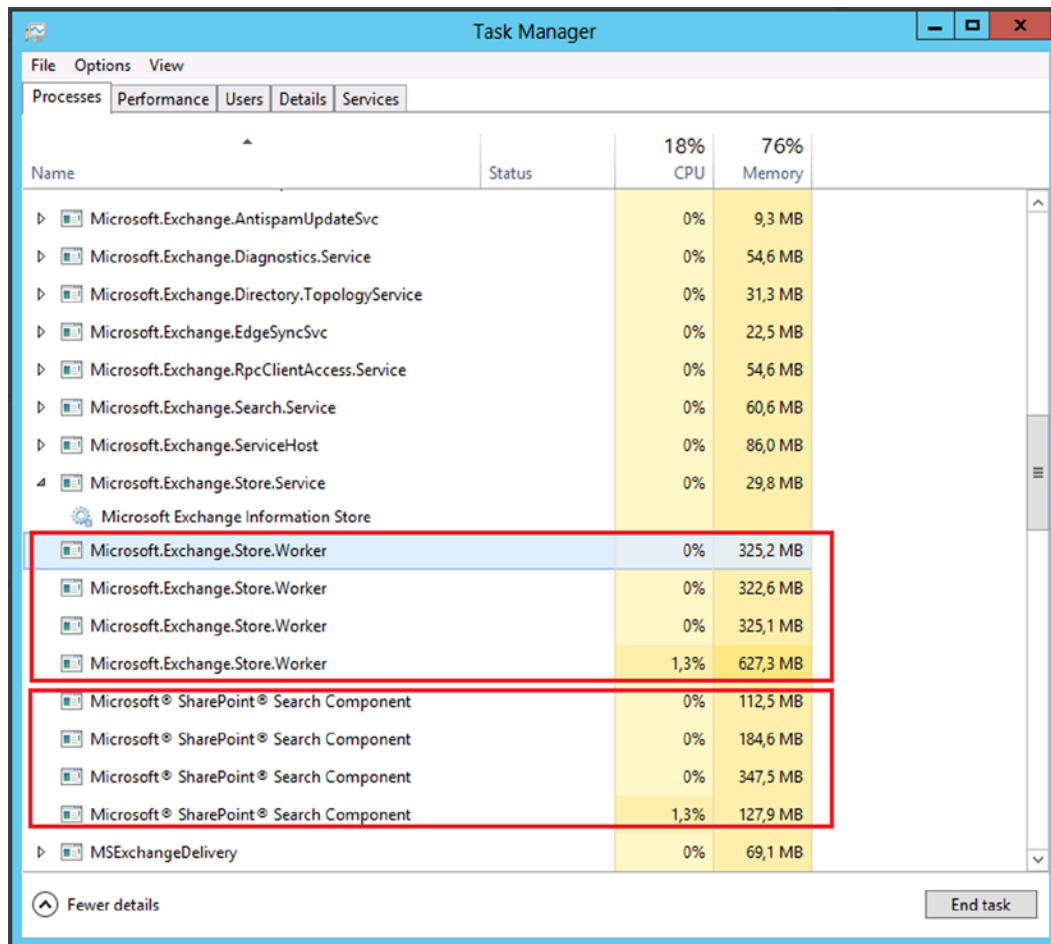 Task Manager
File Options View
Processes Performance Users Details Services
18% 76%
Name Status CPU Memory
Microsoft.Exchange.AntispamUpdateSvc 0% 9,3 MB
Microsoft.Exchange.Diagnostics.Service 0% 54,6 MB
Microsoft.Exchange.Directory.TopologyService 0% 31,3 MB
Microsoft.Exchange.EdgeSyncSvc 0% 22,5 MB
Microsoft.Exchange.RpcClientAccess.Service 0% 54,6 MB
Microsoft.Exchange.Search.Service 0% 60,6 MB
Microsoft.Exchange.ServiceHost 0% 86,0 MB
Microsoft.Exchange.Store.Service 0% 29,8 MB
Microsoft Exchange Information Store
Microsoft.Exchange.Store.Worker 0% 325,2 MB
Microsoft.Exchange.Store.Worker 0% 322,6 MB
Microsoft.Exchange.Store.Worker 0% 325,1 MB
Microsoft.Exchange.Store.Worker 1,3% 627,3 MB
Microsoft® SharePoint® Search Component 0% 112,5 MB
Microsoft® SharePoint® Search Component 0% 184,6 MB
Microsoft® SharePoint® Search Component 0% 347,5 MB
Microsoft® SharePoint® Search Component 1,3% 127,9 MB
MSExchangeDelivery 0% 69,1 MB
Fewer details End task